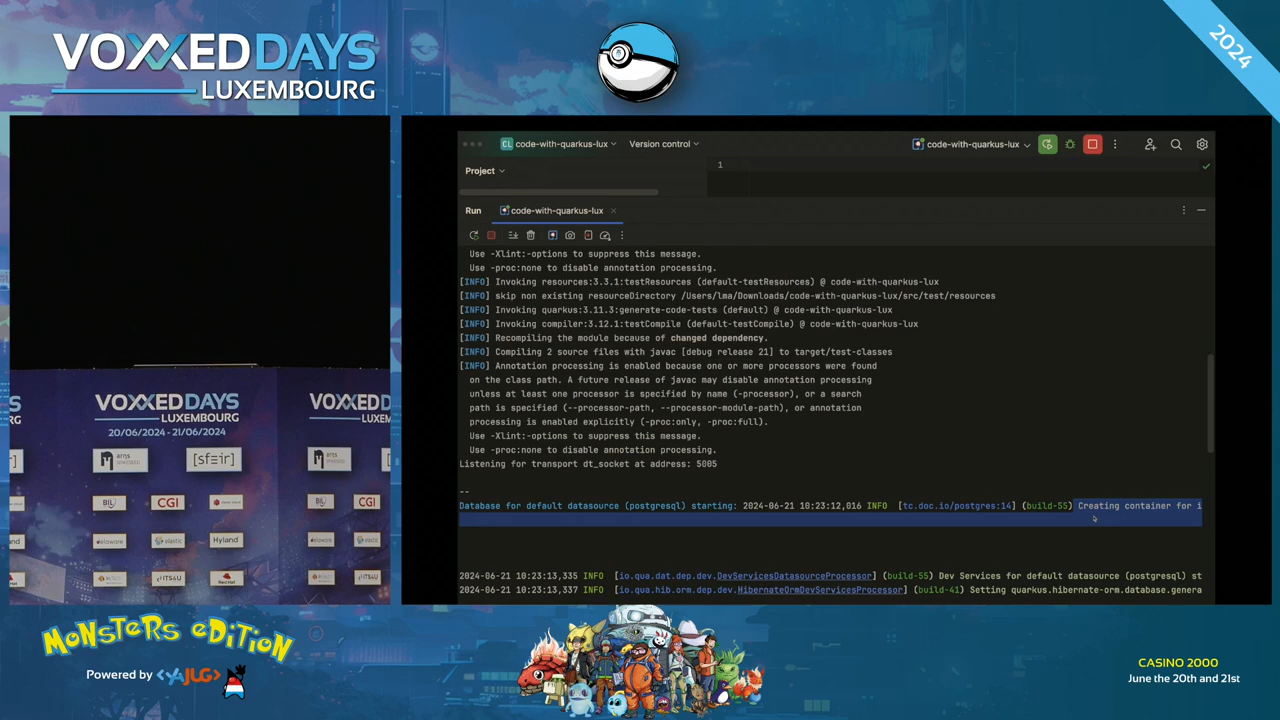 VOXXEDDAYS
LUXEMBOURG
2024
code-with-quarkus-lux
Version control
code-with-quarkus-lux
Project
1
Run
code-with-quarkus-lux
Use -Xlint:-options to suppress this message.
Use -proc:none to disable annotation processing.
[INFO] Invoking resources:3.3.1:testResources (default-testResources) @ code-with-quarkus-lux
[INFO] skip non existing resourceDirectory /Users/lma/Downloads/code-with-quarkus-lux/src/test/resources
[INFO] Invoking quarkus:3.11.3:generate-code-tests (default) @ code-with-quarkus-lux
[INFO] Invoking compiler:3.12.1:testCompile (default-testCompile) @ code-with-quarkus-lux
[INFO] Recompiling the module because of changed dependency.
[INFO] Compiling 2 source files with javac [debug release 21] to target/test-classes
[INFO] Annotation processing is enabled because one or more processors were found
on the class path. A future release of javac may disable annotation processing
unless at least one processor is specified by name (-processor), or a search
path is specified (--processor-path, --processor-module-path), or annotation
processing is enabled explicitly (-proc:only, -proc:full).
Use -Xlint:-options to suppress this message.
Use -proc:none to disable annotation processing.
Listening for transport dt_socket at address: 5005
--
Database for default datasource (postgresql) starting: 2024-06-21 10:23:12,016 INFO [tc.doc.io/postgres:14] (build-55) Creating container for i
2024-06-21 10:23:13,335 INFO [io.qua.dat.dep.dev.DevServicesDatasourceProcessor] (build-55) Dev Services for default datasource (postgresql) st
2024-06-21 10:23:13,337 INFO [io.qua.hib.orm.dep.dev.HibernateOrmDevServicesProcessor] (build-41) Setting quarkus.hibernate-orm.database.genera
VOXXEDDAYS
LUXEMBOURG
20/06/2024 - 21/06/2024
[sfeir]
BIL
CGI
elastic
Hyland
ITS4U
VOXXED
LUXEM
20/06/2024
BIL
CGI
elastic
ITS4U
MONSTERS EDITION
Powered by <YAJUG>
CASINO 2000
June the 20th and 21st